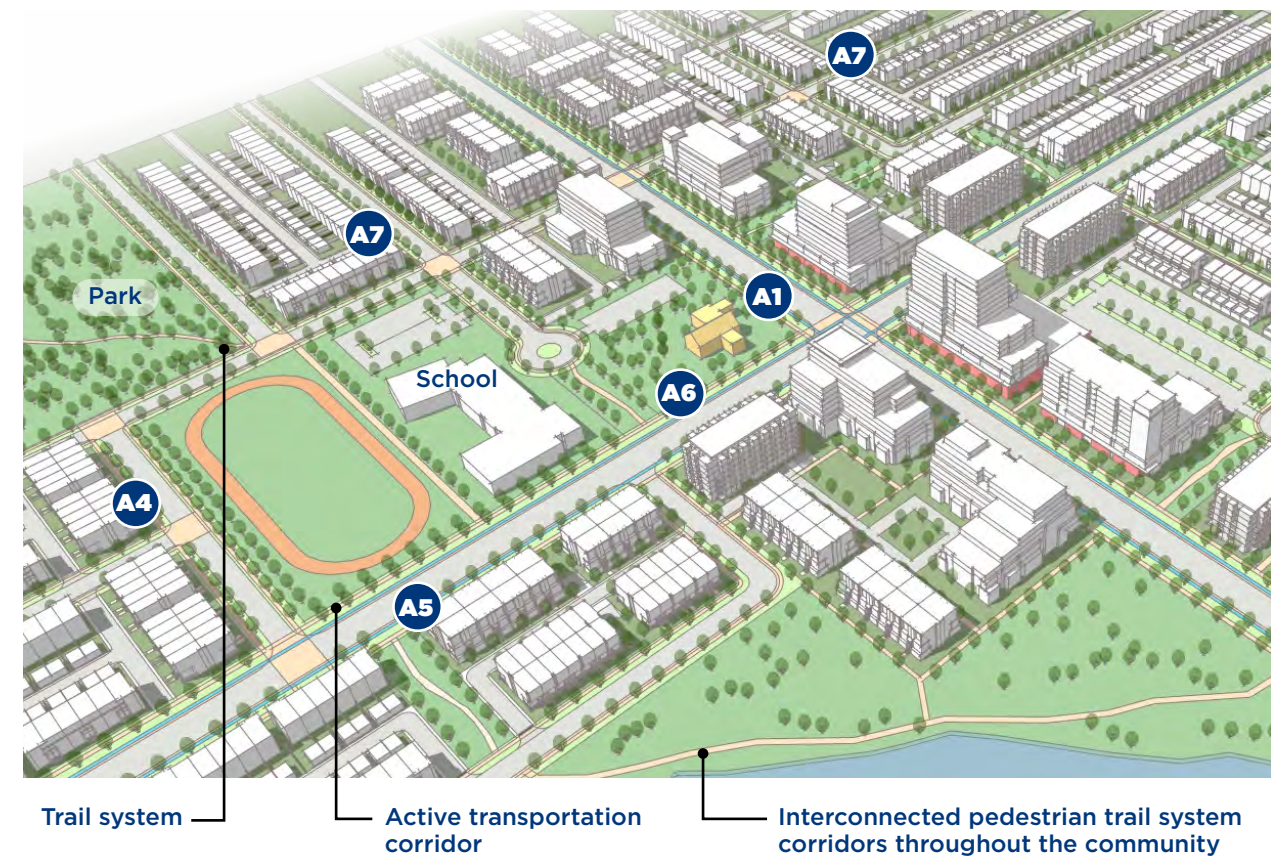 A7
A7
Park
A1
School
A6
A4
A5
Trail system
Active transportation
corridor
Interconnected pedestrian trail system
corridors throughout the community